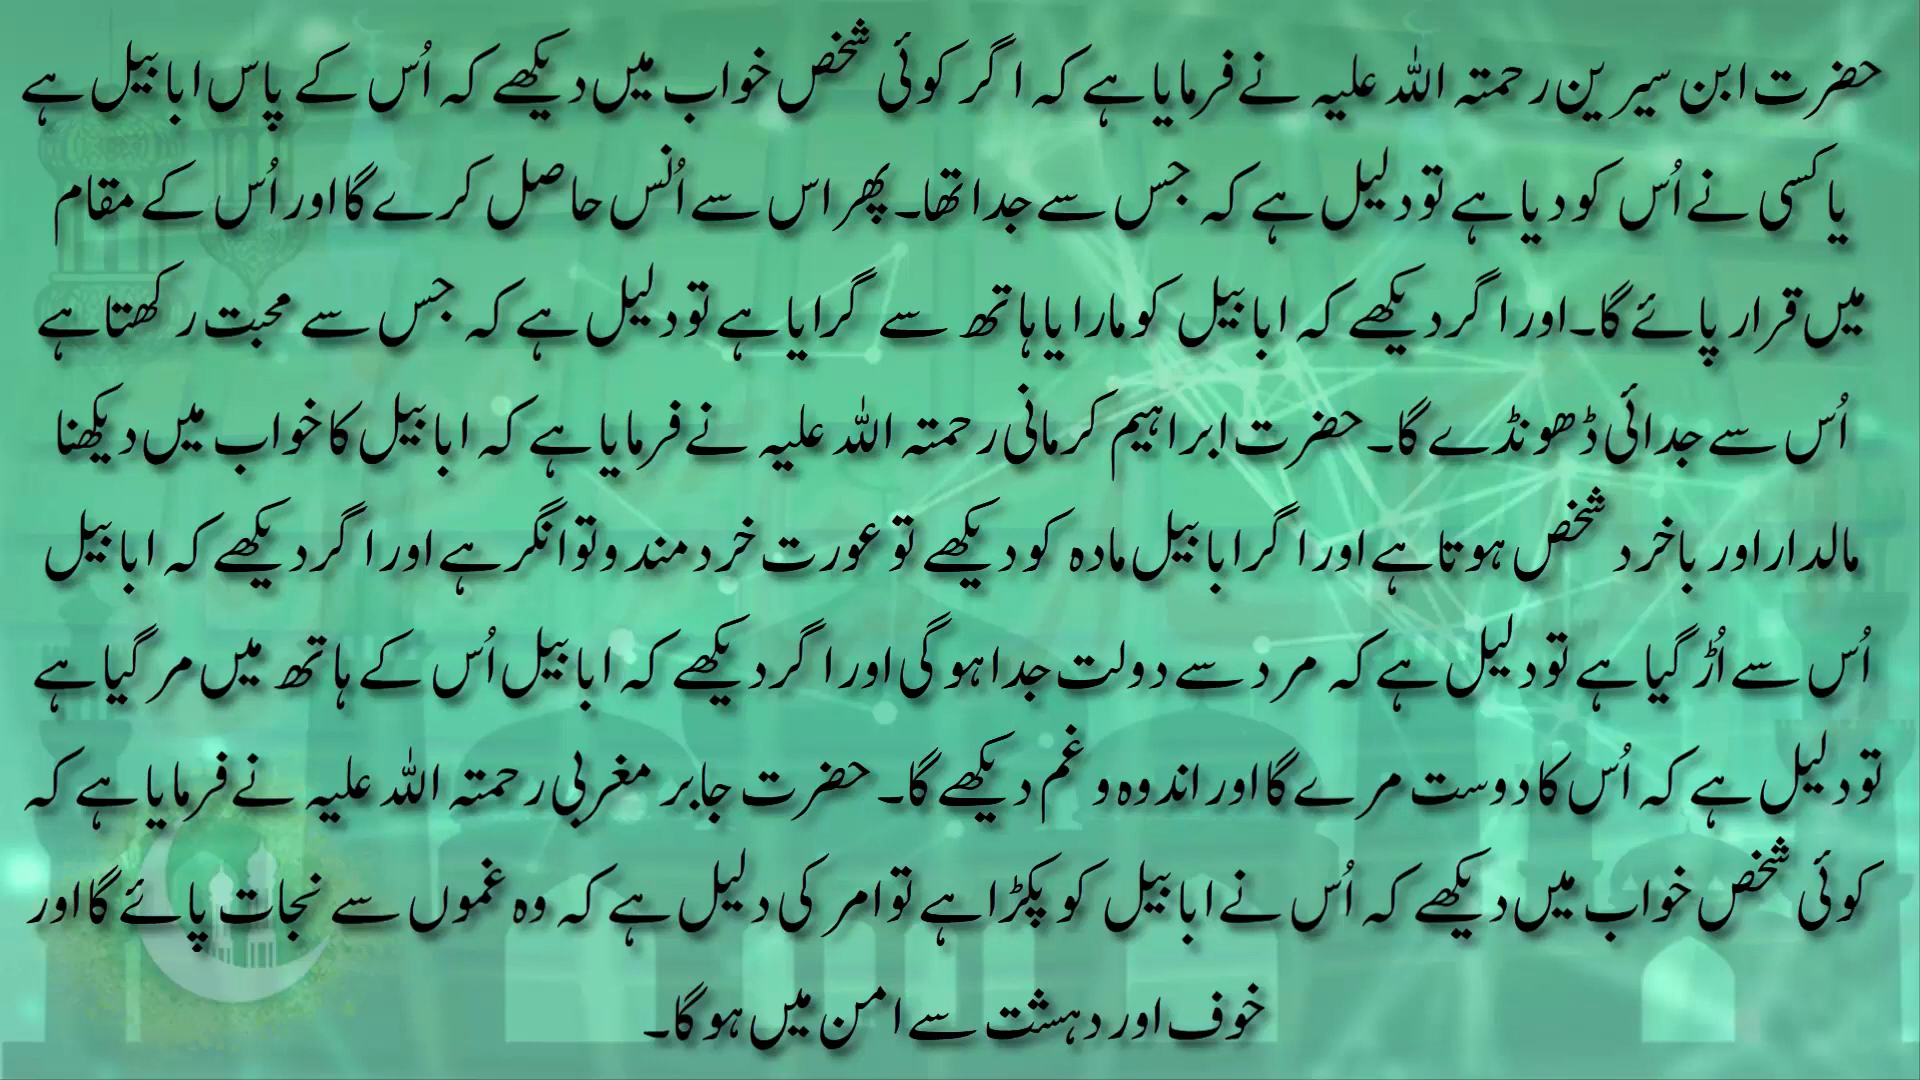 حضرت ابن سیرین رحمتہ اللہ علیہ نے فرمایا ہے کہ اگر کوئی شخص خواب میں دیکھے کہ اُس کے پاس ابابیل ہے
یا کسی نے اُس کو دیا ہے تو دلیل ہے کہ جس سے جدا تھا۔ پھر اس سے اُنس حاصل کرے گا اور اُس کے مقام
میں قرار پائے گا۔ اور اگر دیکھے کہ ابابیل کو مارا یا ہاتھ سے گرایا ہے تو دلیل ہے کہ جس سے محبت رکھتا ہے
اُس سے جدائی ڈھونڈے گا۔ حضرت ابراہیم کرمانی رحمتہ اللہ علیہ نے فرمایا ہے کہ ابابیل کا خواب میں دیکھنا
مالدار اور باخرد شخص ہوتا ہے اور اگر ابابیل مادہ کو دیکھے تو عورت خردمند و توانگر ہے اور اگر دیکھے کہ ابابیل
اُس سے اُڑ گیا ہے تو دلیل ہے کہ مرد سے دولت جدا ہوگی اور اگر دیکھے کہ ابابیل اُس کے ہاتھ میں مر گیا ہے
تو دلیل ہے کہ اُس کا دوست مرے گا اور اندوہ و غم دیکھے گا۔ حضرت جابر مغربی رحمتہ اللہ علیہ نے فرمایا ہے کہ
کوئی شخص خواب میں دیکھے کہ اُس نے ابابیل کو پکڑا ہے تو امر کی دلیل ہے کہ وہ غموں سے نجات پائے گا اور
خوف اور دہشت سے امن میں ہوگا۔